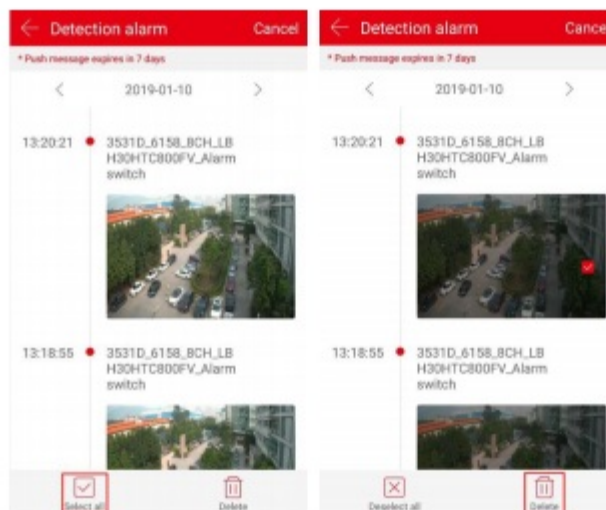 Detection alarm
Cancel
* Push message expires in 7 days
2019-01-10
13:20:21
3531D_6158_8CH_LB
H30HTC800FV_Alarm
switch
13:18:55
3531D_6158_8CH_LB
H30HTC800FV_Alarm
switch
Select all
Delete
Detection alarm
Cance
* Push message expires in 7 days
2019-01-10
13:20:21
3531D_6158_8CH_LB
H30HTC800FV_Alarm
switch
13:18:55
3531D_6158_8CH_LB
H30HTC800FV_Alarm
switch
Deselect all
Delete